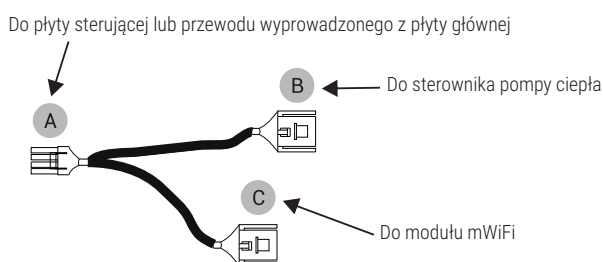 Do płyty sterującej lub przewodu wyprowadzonego z płyty głównej
B
Do sterownika pompy ciepła
A
C
Do modułu mWiFi